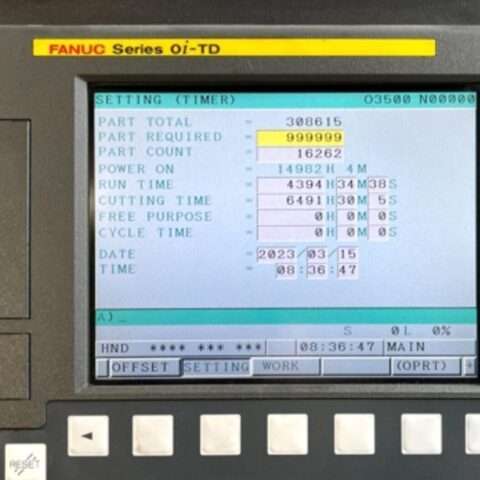 FANUC Series 0i-TD
SETTING (TIMER) O3500 N00000
PART TOTAL = 308615
PART REQUIRED = 999999
PART COUNT = 16262
POWER ON = 14982H 4M
RUN TIME = 4394H34M38S
CUTTING TIME = 6491H30M 5S
FREE PURPOSE = 0H 0M 0S
CYCLE TIME = 0H 0M 0S
DATE = 2023/03/15
TIME = 08:36:47
A)_
S 0L 0%
HND **** *** *** 08:36:47 MAIN
OFFSET SETTING WORK (OPRT) +
◄
RESET